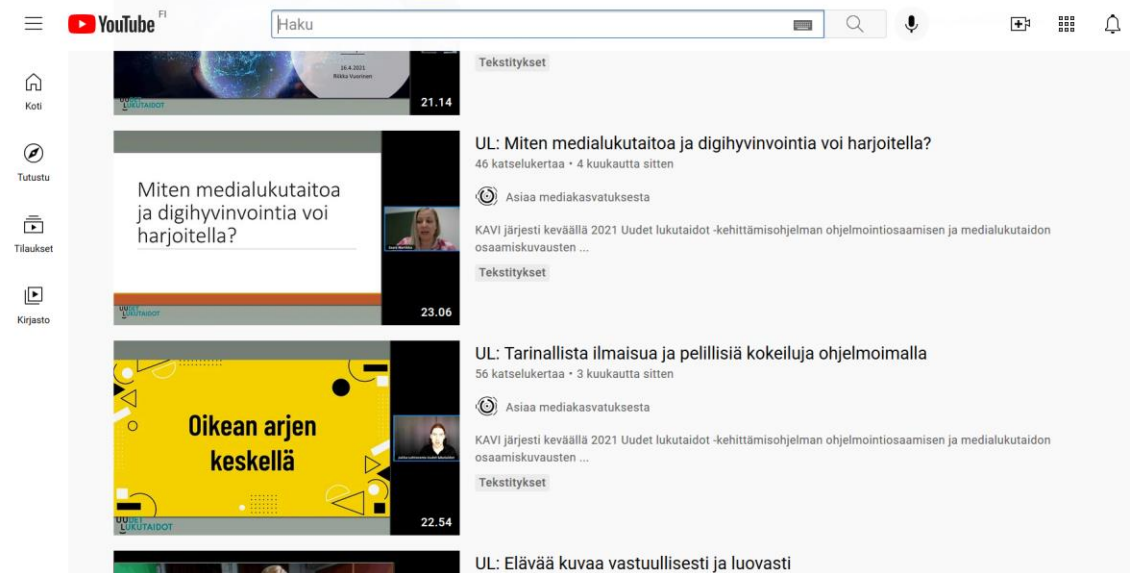 YouTube FI
Haku
Koti
Tutustu
Tilaukset
Kirjasto
16.4.2021
Riikka Vuorinen
UUDET
LUKUTAIDOT
21.14
Tekstitykset
Miten medialukutaitoa
ja digihyvinvointia voi
harjoitella?
UUDET
LUKUTAIDOT
23.06
UL: Miten medialukutaitoa ja digihyvinvointia voi harjoitella?
46 katselukertaa • 4 kuukautta sitten
Asiaa mediakasvatuksesta
KAVI järjesti keväällä 2021 Uudet lukutaidot -kehittämisohjelman ohjelmointiosaamisen ja medialukutaidon
osaamiskuvausten ...
Tekstitykset
Oikean arjen
keskellä
UUDET
LUKUTAIDOT
22.54
UL: Tarinallista ilmaisua ja pelillisiä kokeiluja ohjelmoimalla
56 katselukertaa • 3 kuukautta sitten
Asiaa mediakasvatuksesta
KAVI järjesti keväällä 2021 Uudet lukutaidot -kehittämisohjelman ohjelmointiosaamisen ja medialukutaidon
osaamiskuvausten ...
Tekstitykset
UL: Elävää kuvaa vastuullisesti ja luovasti